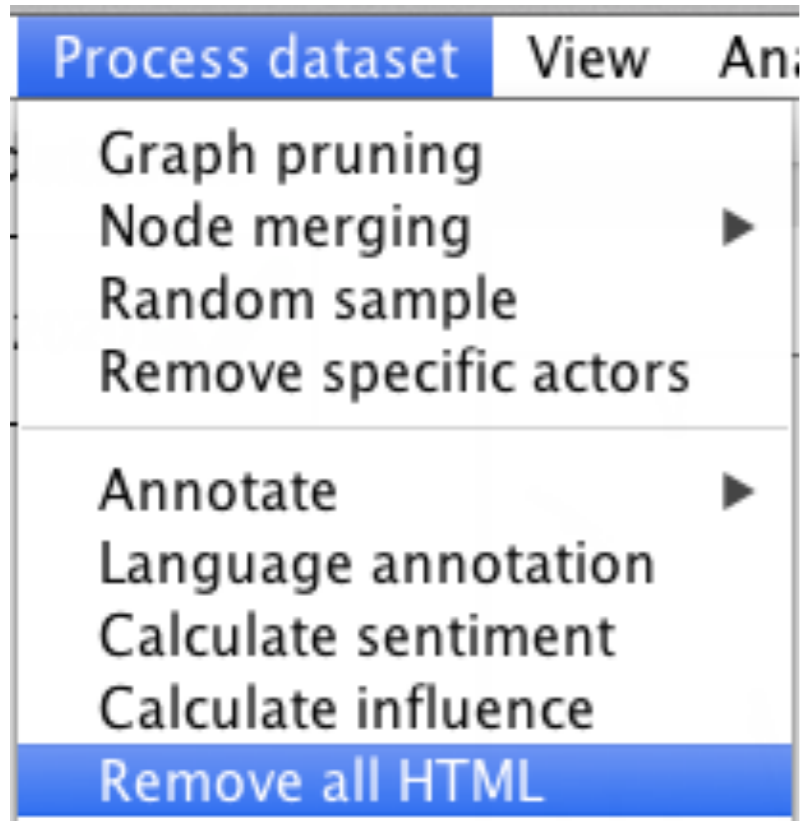 Process dataset View
Graph pruning
Node merging
Random sample
Remove specific actors
Annotate
Language annotation
Calculate sentiment
Calculate influence
Remove all HTML